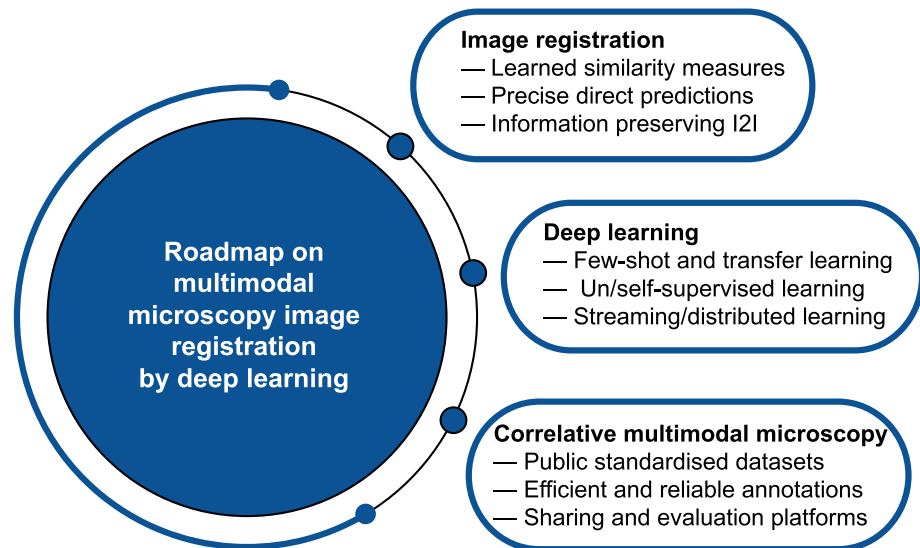 Image registration
— Learned similarity measures
— Precise direct predictions
— Information preserving I2I
Roadmap on
multimodal
microscopy image
registration
by deep learning
Deep learning
— Few-shot and transfer learning
— Un/self-supervised learning
— Streaming/distributed learning
Correlative multimodal microscopy
— Public standardised datasets
— Efficient and reliable annotations
— Sharing and evaluation platforms